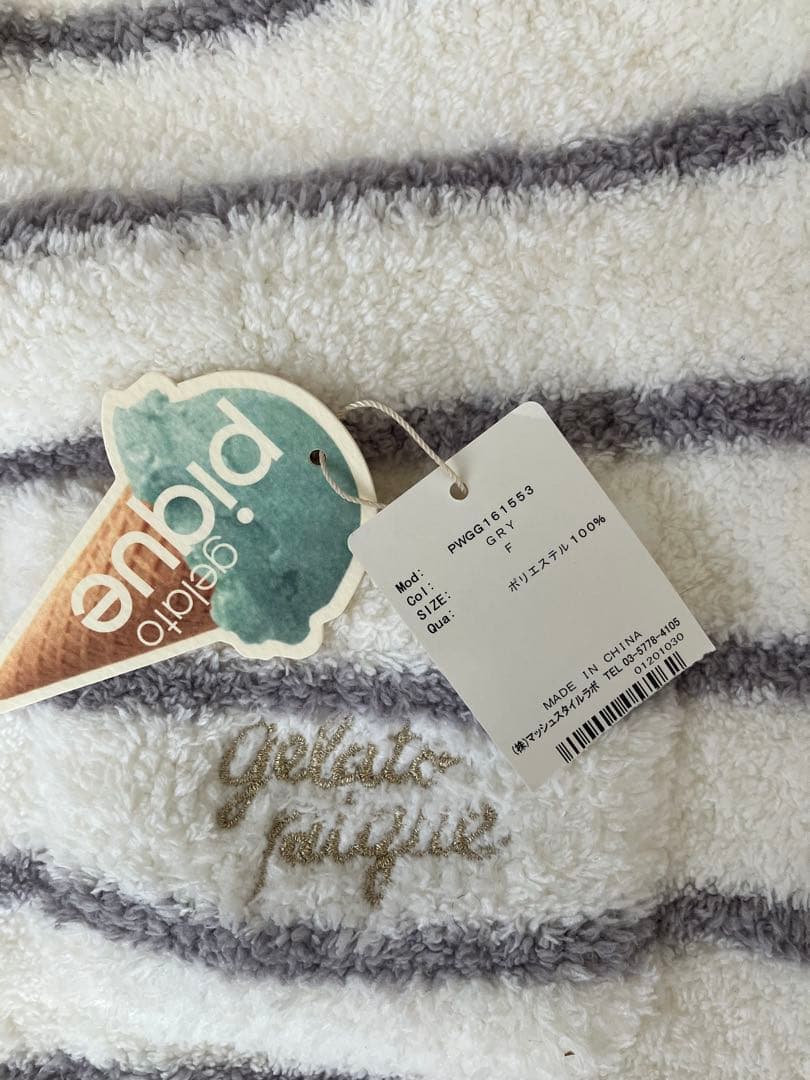 gelato
pique
Mod: PWGG161553
Col: GRY
SIZE: F
Qua: ポリエステル100%
MADE IN CHINA
(株)マッシュスタイルラボ TEL 03-5778-4105
01201030
gelato
pique